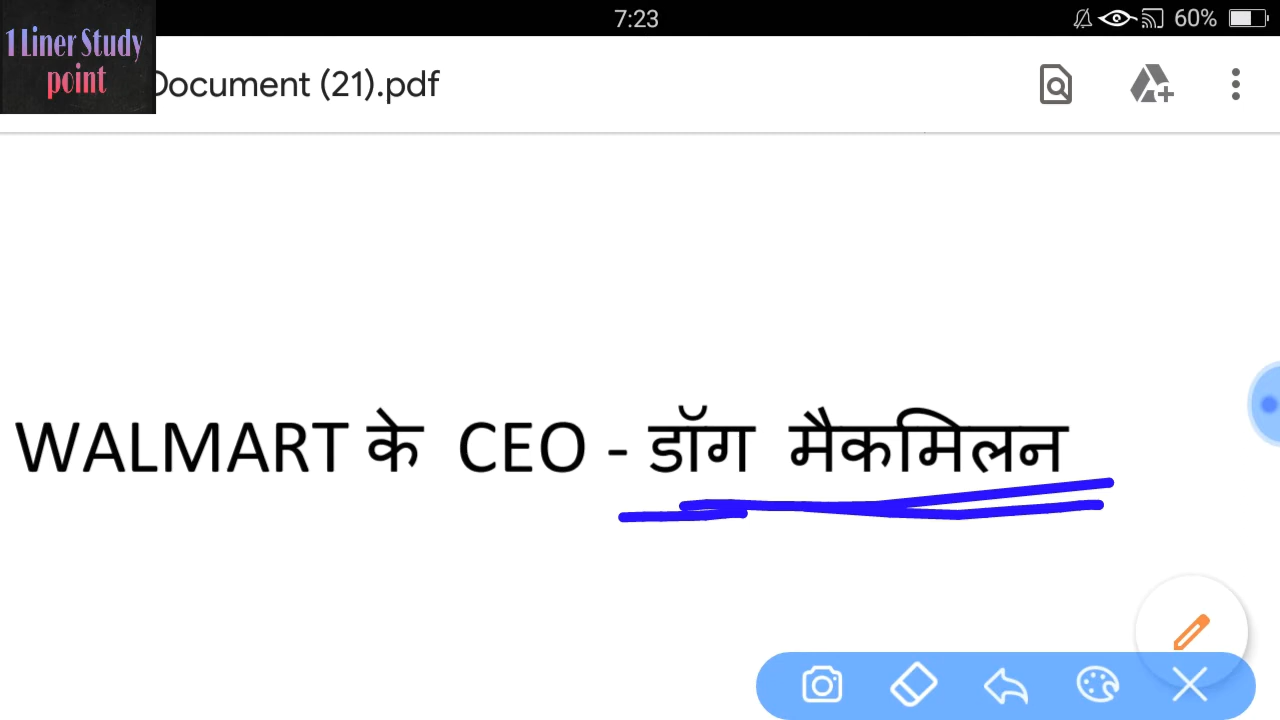 7:23
60%
1 Liner Study
point
Document (21).pdf
WALMART के CEO - डॉग मैकमिलन